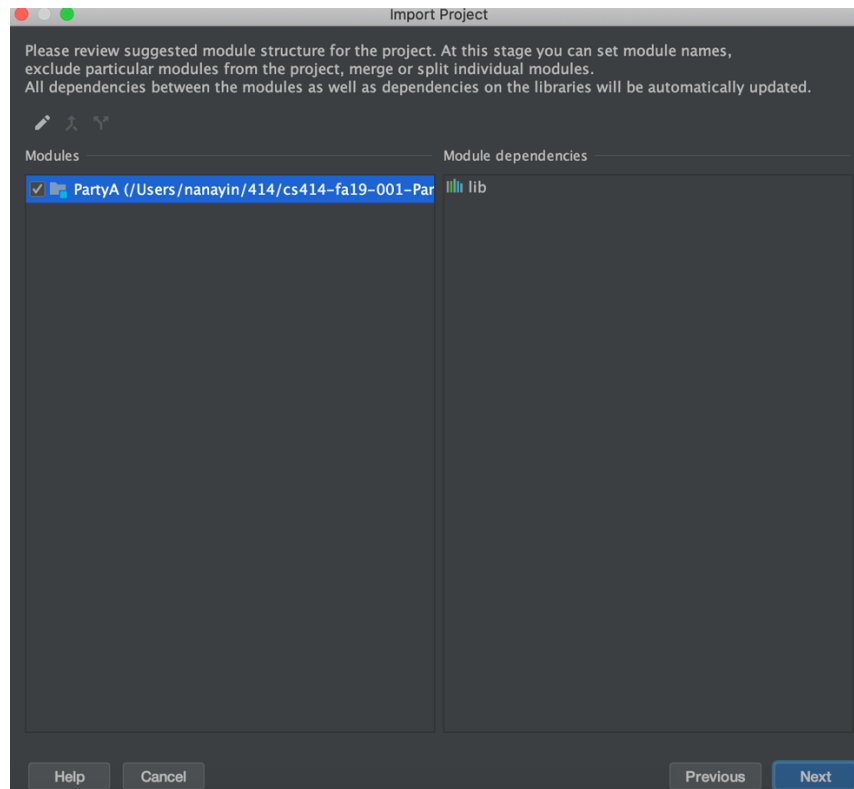 Import Project
Please review suggested module structure for the project. At this stage you can set module names,
exclude particular modules from the project, merge or split individual modules.
All dependencies between the modules as well as dependencies on the libraries will be automatically updated.
Modules
Module dependencies
PartyA (/Users/nanayin/414/cs414-fa19-001-Par
lib
Help
Cancel
Previous
Next